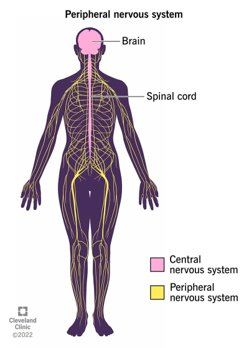 Peripheral nervous system
Brain
Spinal cord
Central
nervous system
Peripheral
nervous system
Cleveland
Clinic
©2022